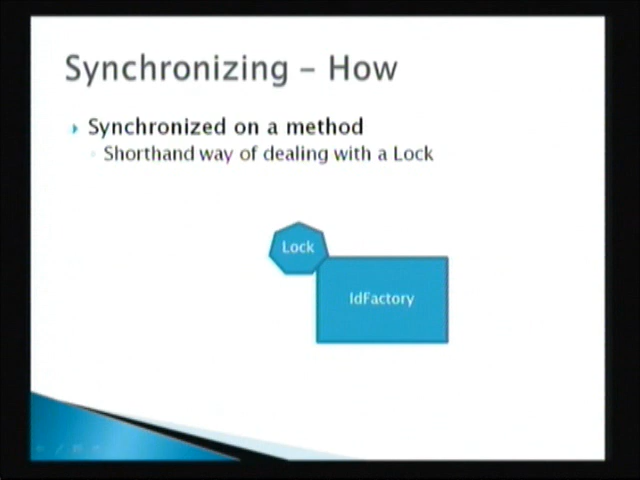 Synchronizing – How
Synchronized on a method
Shorthand way of dealing with a Lock
Lock
IdFactory